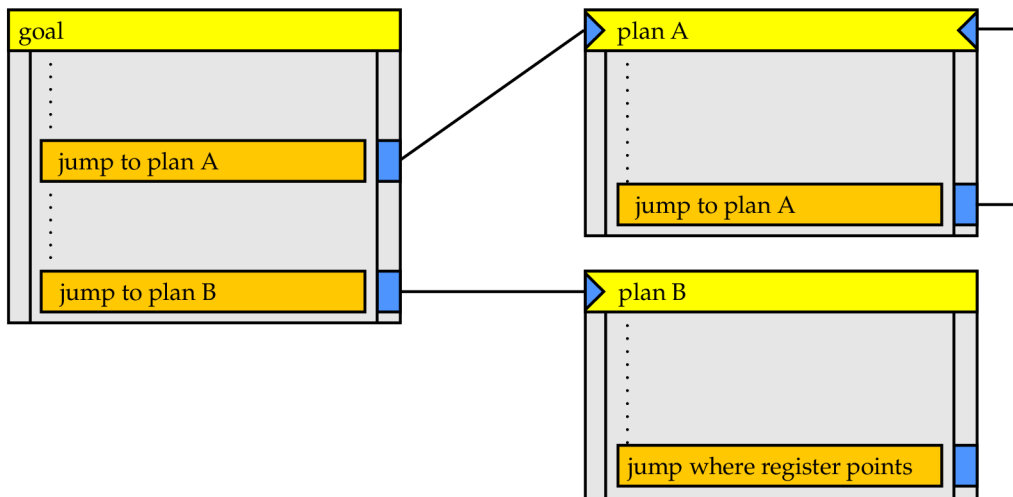 goal
jump to plan A
jump to plan B
plan A
jump to plan A
plan B
jump where register points